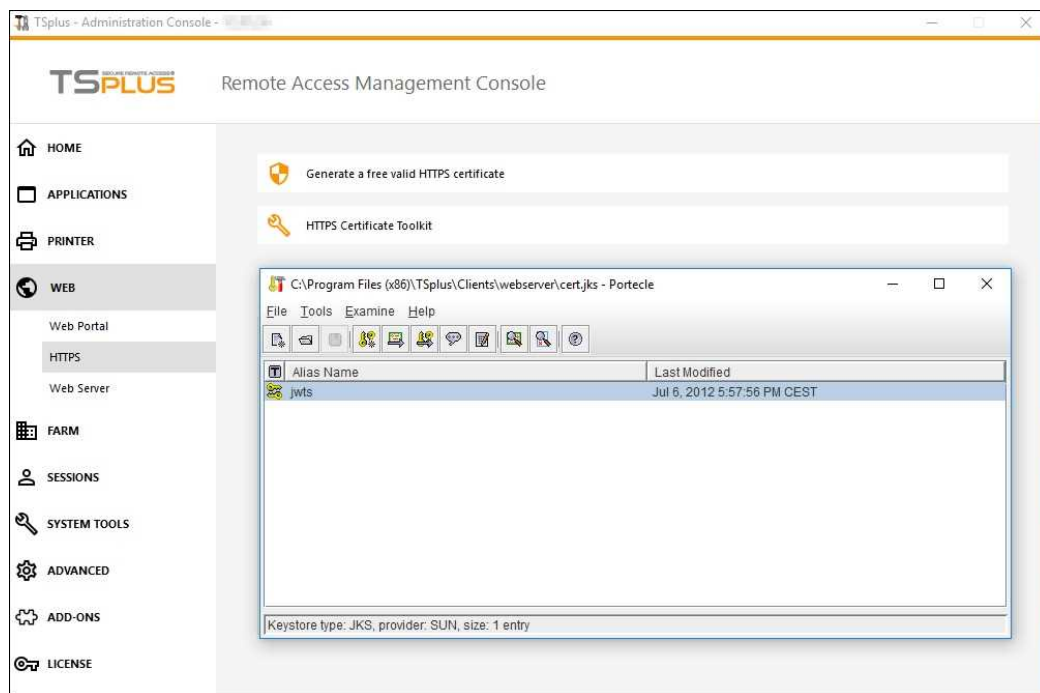 TSplus - Administration Console -
TSPLUS
SECURE REMOTE ACCESS
Remote Access Management Console
HOME
APPLICATIONS
PRINTER
WEB
Web Portal
HTTPS
Web Server
FARM
SESSIONS
SYSTEM TOOLS
ADVANCED
ADD-ONS
LICENSE
Generate a free valid HTTPS certificate
HTTPS Certificate Toolkit
C:\Program Files (x86)\TSplus\Clients\webserver\cert.jks - Portecle
File Tools Examine Help
T Alias Name Last Modified
jwts Jul 6, 2012 5:57:56 PM CEST
Keystore type: JKS, provider: SUN, size: 1 entry